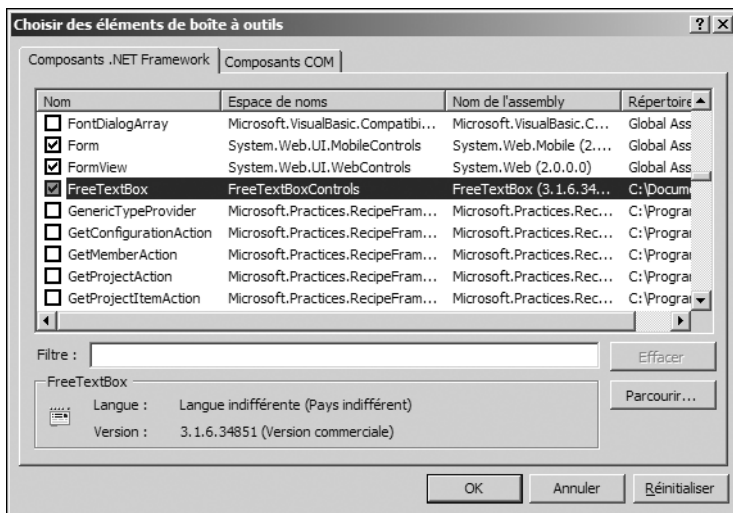 Choisir des éléments de boîte à outils
Composants .NET Framework Composants COM
Nom Espace de noms Nom de l'assembly Répertoire
FontDialogArray Microsoft.VisualBasic.Compatibi... Microsoft.VisualBasic.C... Global Ass
Form System.Web.UI.MobileControls System.Web.Mobile (2.... Global Ass
FormView System.Web.UI.WebControls System.Web (2.0.0.0) Global Ass
FreeTextBox FreeTextBoxControls FreeTextBox (3.1.6.34... C:\Docume
GenericTypeProvider Microsoft.Practices.RecipeFram... Microsoft.Practices.Rec... C:\Progra
GetConfigurationAction Microsoft.Practices.RecipeFram... Microsoft.Practices.Rec... C:\Progra
GetMemberAction Microsoft.Practices.RecipeFram... Microsoft.Practices.Rec... C:\Progra
GetProjectAction Microsoft.Practices.RecipeFram... Microsoft.Practices.Rec... C:\Progra
GetProjectItemAction Microsoft.Practices.RecipeFram... Microsoft.Practices.Rec... C:\Progra
Filtre : Effacer
FreeTextBox
Langue : Langue indifférente (Pays indifférent)
Parcourir...
Version : 3.1.6.34851 (Version commerciale)
OK Annuler Réinitialiser